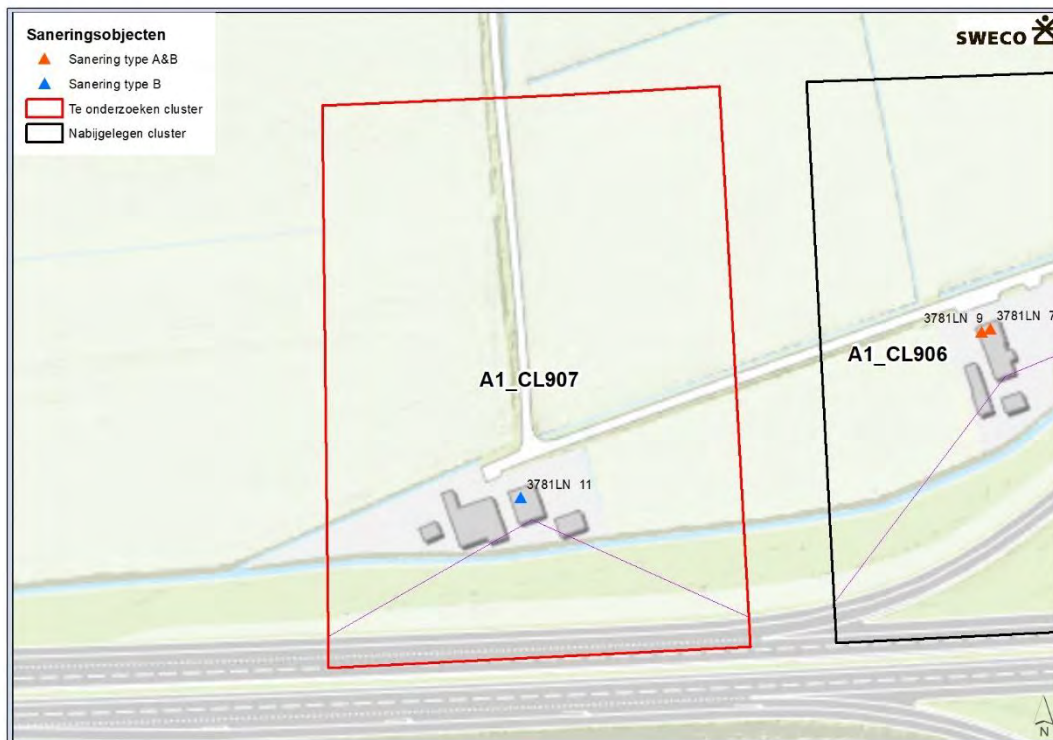 Saneringsobjecten
Sanering type A&B
Sanering type B
Te onderzoeken cluster
Nabijgelegen cluster
SWECO
3781LN 9
3781LN 7
A1_CL906
A1_CL907
3781LN 11
N